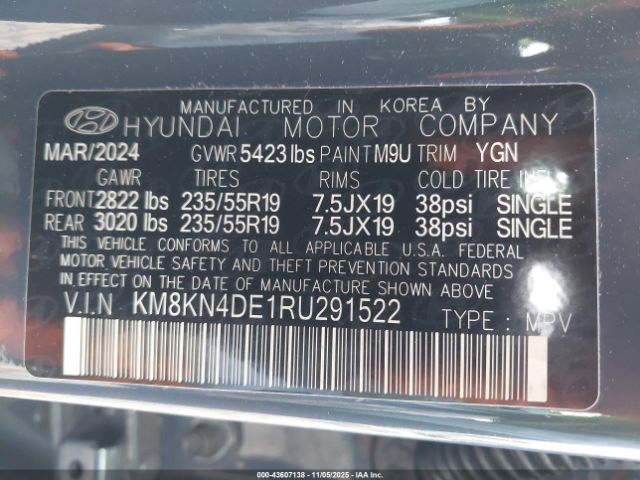 MANUFACTURED IN KOREA BY
HYUNDAI MOTOR COMPANY
MAR/2024 GVWR 5423 lbs PAINT M9U TRIM YGN
GAWR TIRES RIMS COLD TIRE INFL
FRONT 2822 lbs 235/55R19 7.5JX19 38psi SINGLE
REAR 3020 lbs 235/55R19 7.5JX19 38psi SINGLE
THIS VEHICLE CONFORMS TO ALL APPLICABLE U.S.A. FEDERAL
MOTOR VEHICLE SAFETY AND THEFT PREVENTION STANDARDS
IN EFFECT ON THE DATE OF MANUFACTURE SHOWN ABOVE
V.I.N KM8KN4DE1RU291522 TYPE : MPV
000-43607138 - 11/05/2025 - IAAI.COM